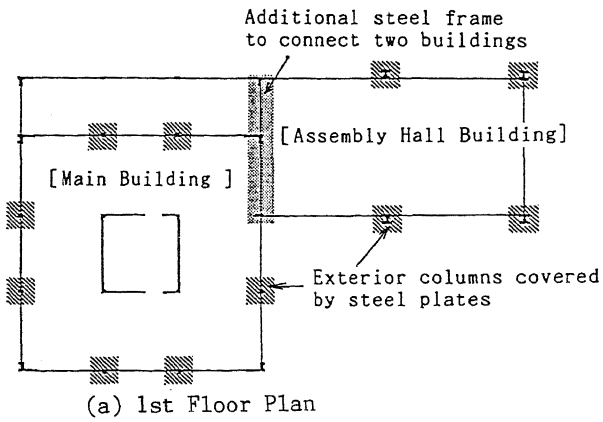 Additional steel frame
to connect two buildings
[Assembly Hall Building]
[Main Building ]
Exterior columns covered
by steel plates
(a) 1st Floor Plan